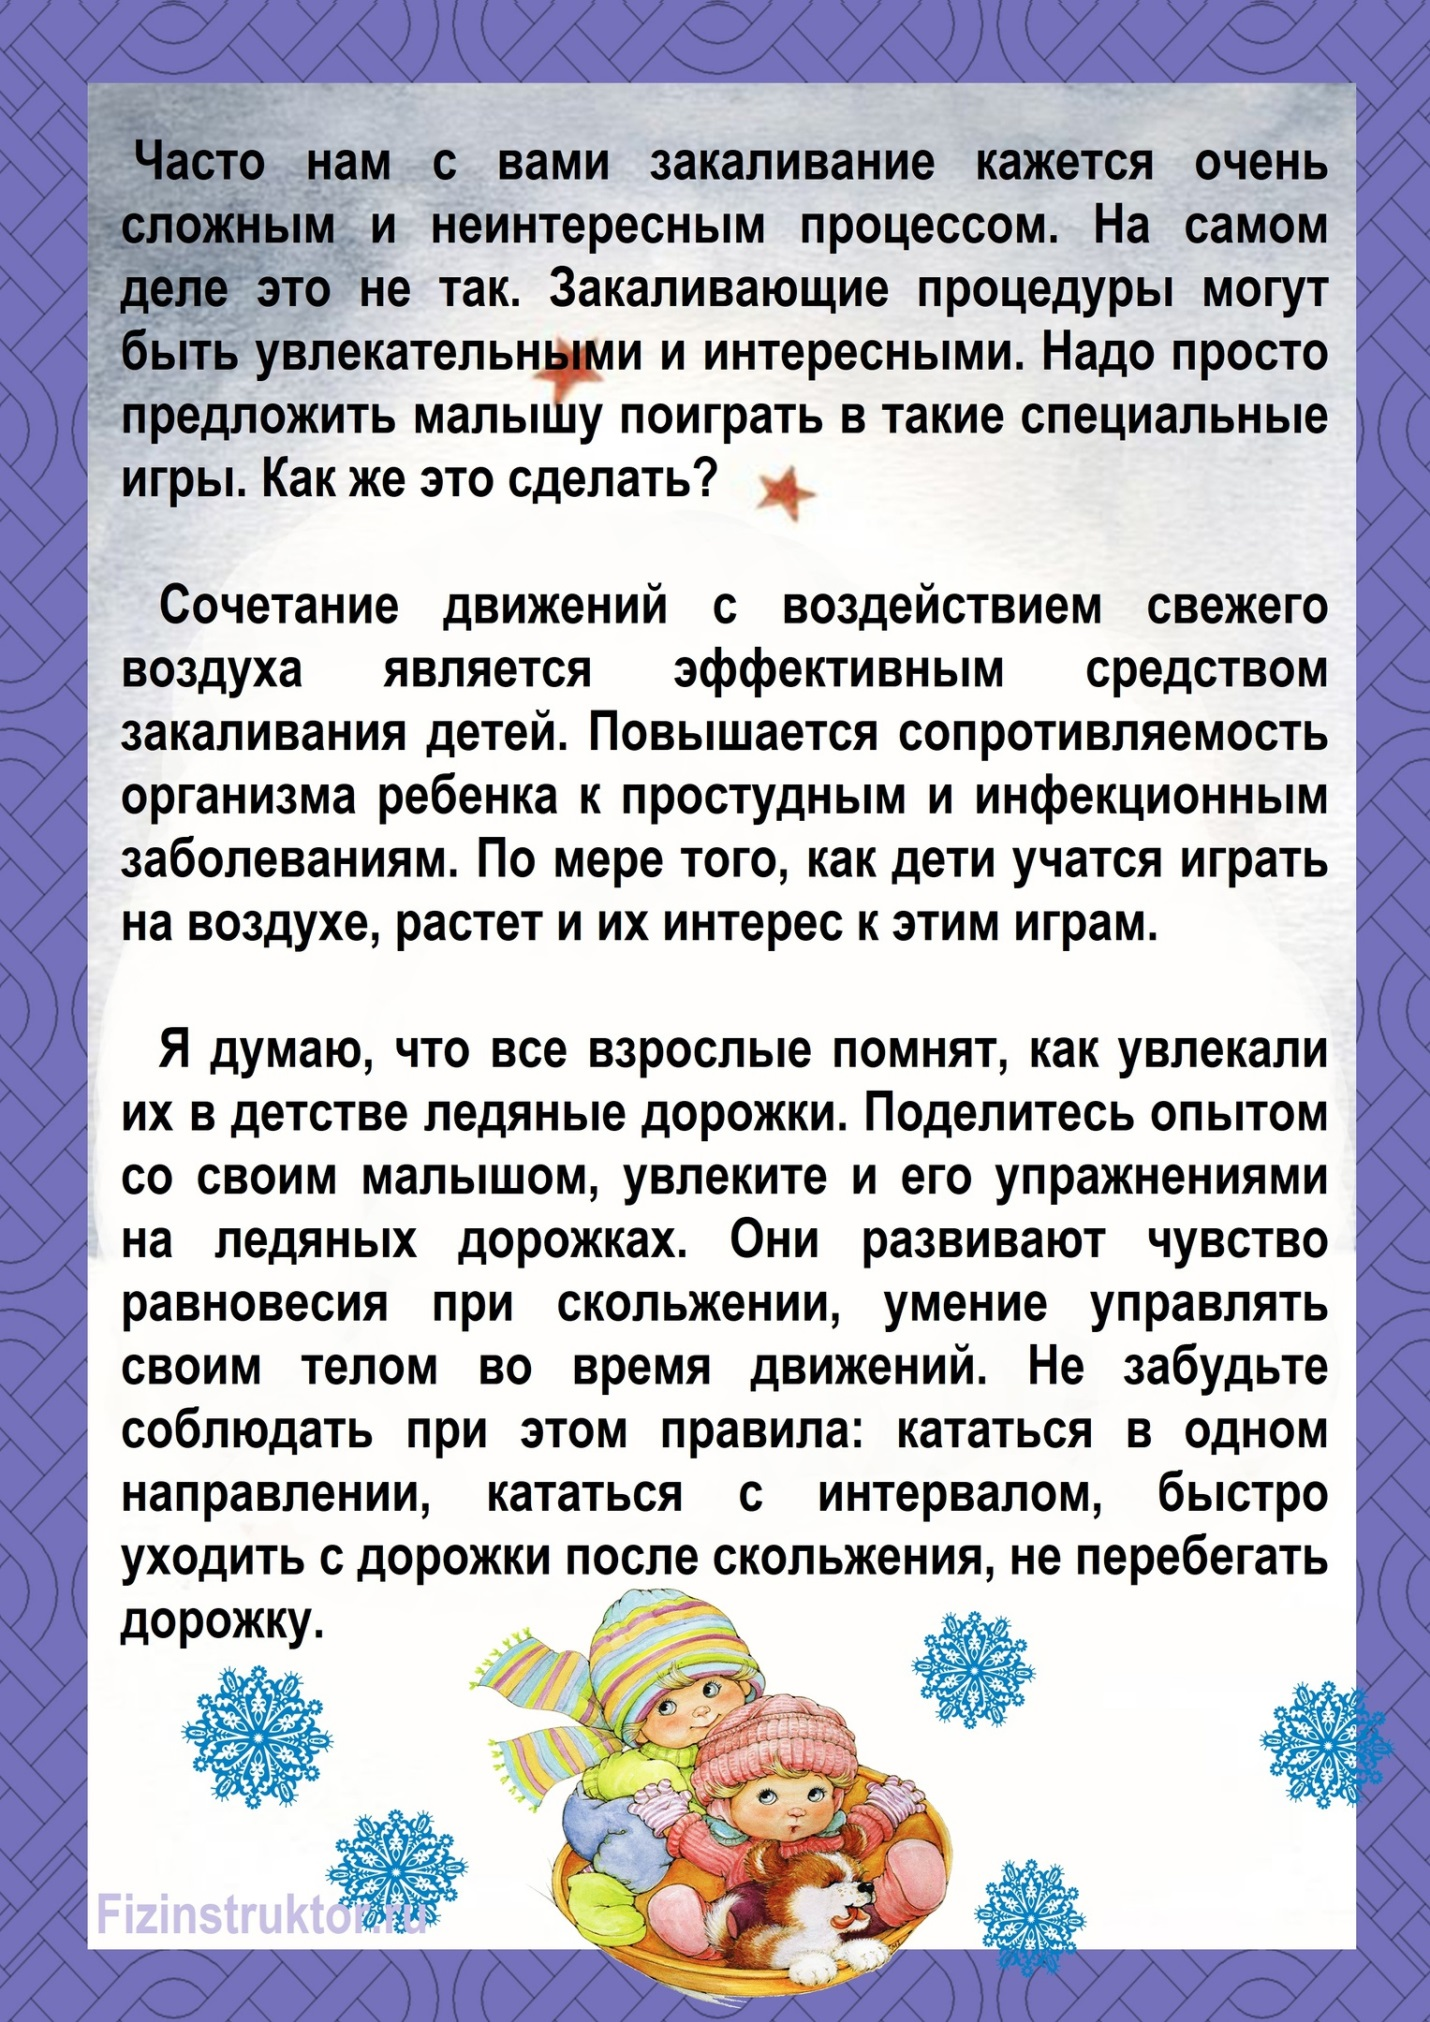 Часто нам с вами закаливание кажется очень
сложным и неинтересным процессом. На самом
деле это не так. Закаливающие процедуры могут
быть увлекательными и интересными. Надо просто
предложить малышу поиграть в такие специальные
игры. Как же это сделать?
Сочетание движений с воздействием свежего
воздуха является эффективным средством
закаливания детей. Повышается сопротивляемость
организма ребенка к простудным и инфекционным
заболеваниям. По мере того, как дети учатся играть
на воздухе, растет и их интерес к этим играм.
Я думаю, что все взрослые помнят, как увлекали
их в детстве ледяные дорожки. Поделитесь опытом
со своим малышом, увлеките и его упражнениями
на ледяных дорожках. Они развивают чувство
равновесия при скольжении, умение управлять
своим телом во время движений. Не забудьте
соблюдать при этом правила: кататься в одном
направлении, кататься с интервалом, быстро
уходить с дорожки после скольжения, не перебегать
дорожку.
Fizinstruktor.ru